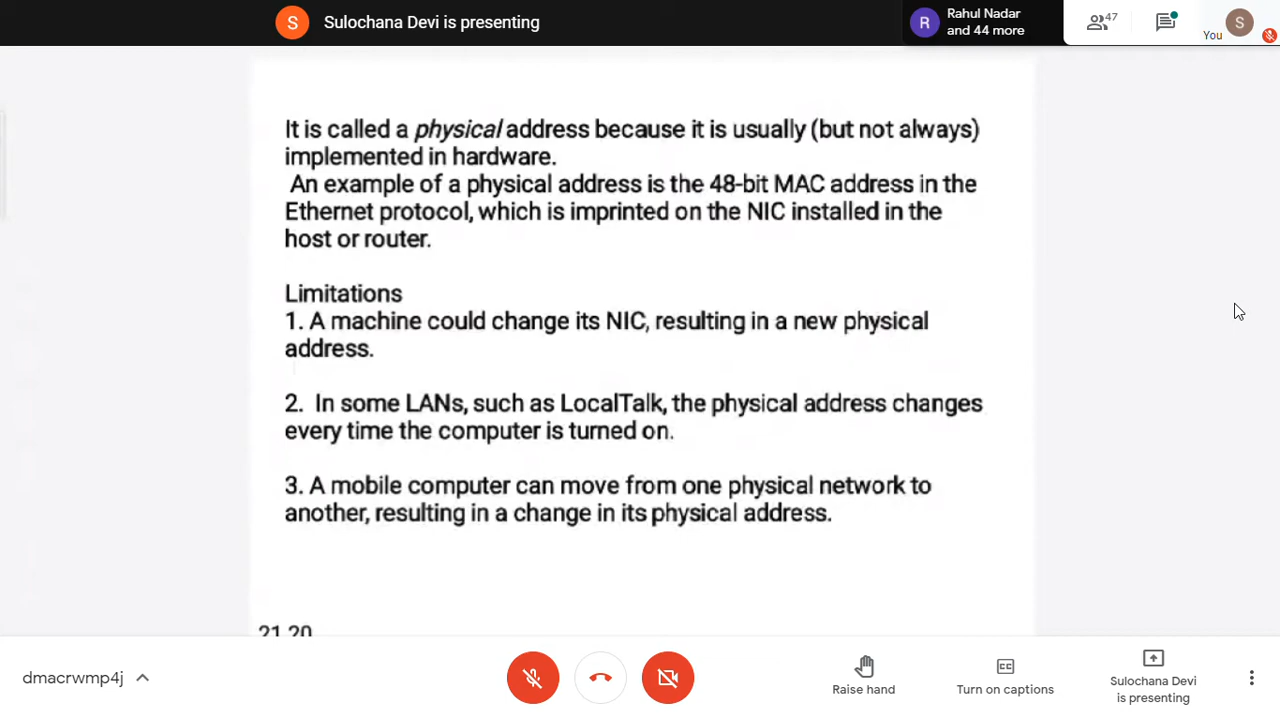 S Sulochana Devi is presenting
R Rahul Nadar
and 44 more
47
You
S
It is called a physical address because it is usually (but not always)
implemented in hardware.
An example of a physical address is the 48-bit MAC address in the
Ethernet protocol, which is imprinted on the NIC installed in the
host or router.
Limitations
1. A machine could change its NIC, resulting in a new physical
address.
2. In some LANs, such as LocalTalk, the physical address changes
every time the computer is turned on.
3. A mobile computer can move from one physical network to
another, resulting in a change in its physical address.
21.20
dmacrwmp4j
Raise hand
CC
Turn on captions
Sulochana Devi
is presenting